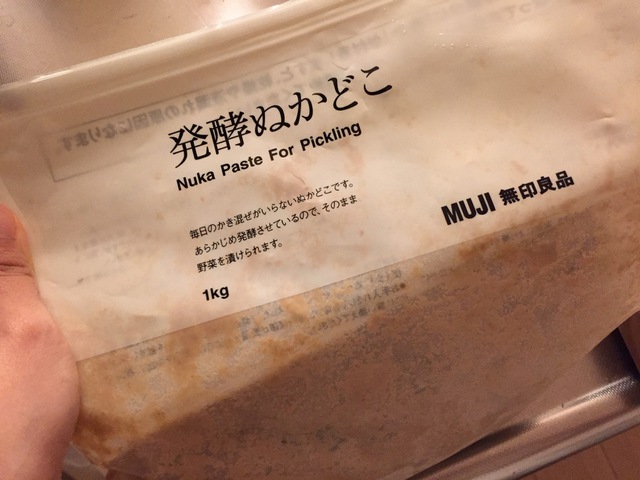 発酵ぬかどこ
Nuka Paste For Pickling
毎日のかき混ぜがいらないぬかどこです。
あらかじめ発酵させているので、そのまま
野菜を漬けられます。
1kg
MUJI 無印良品